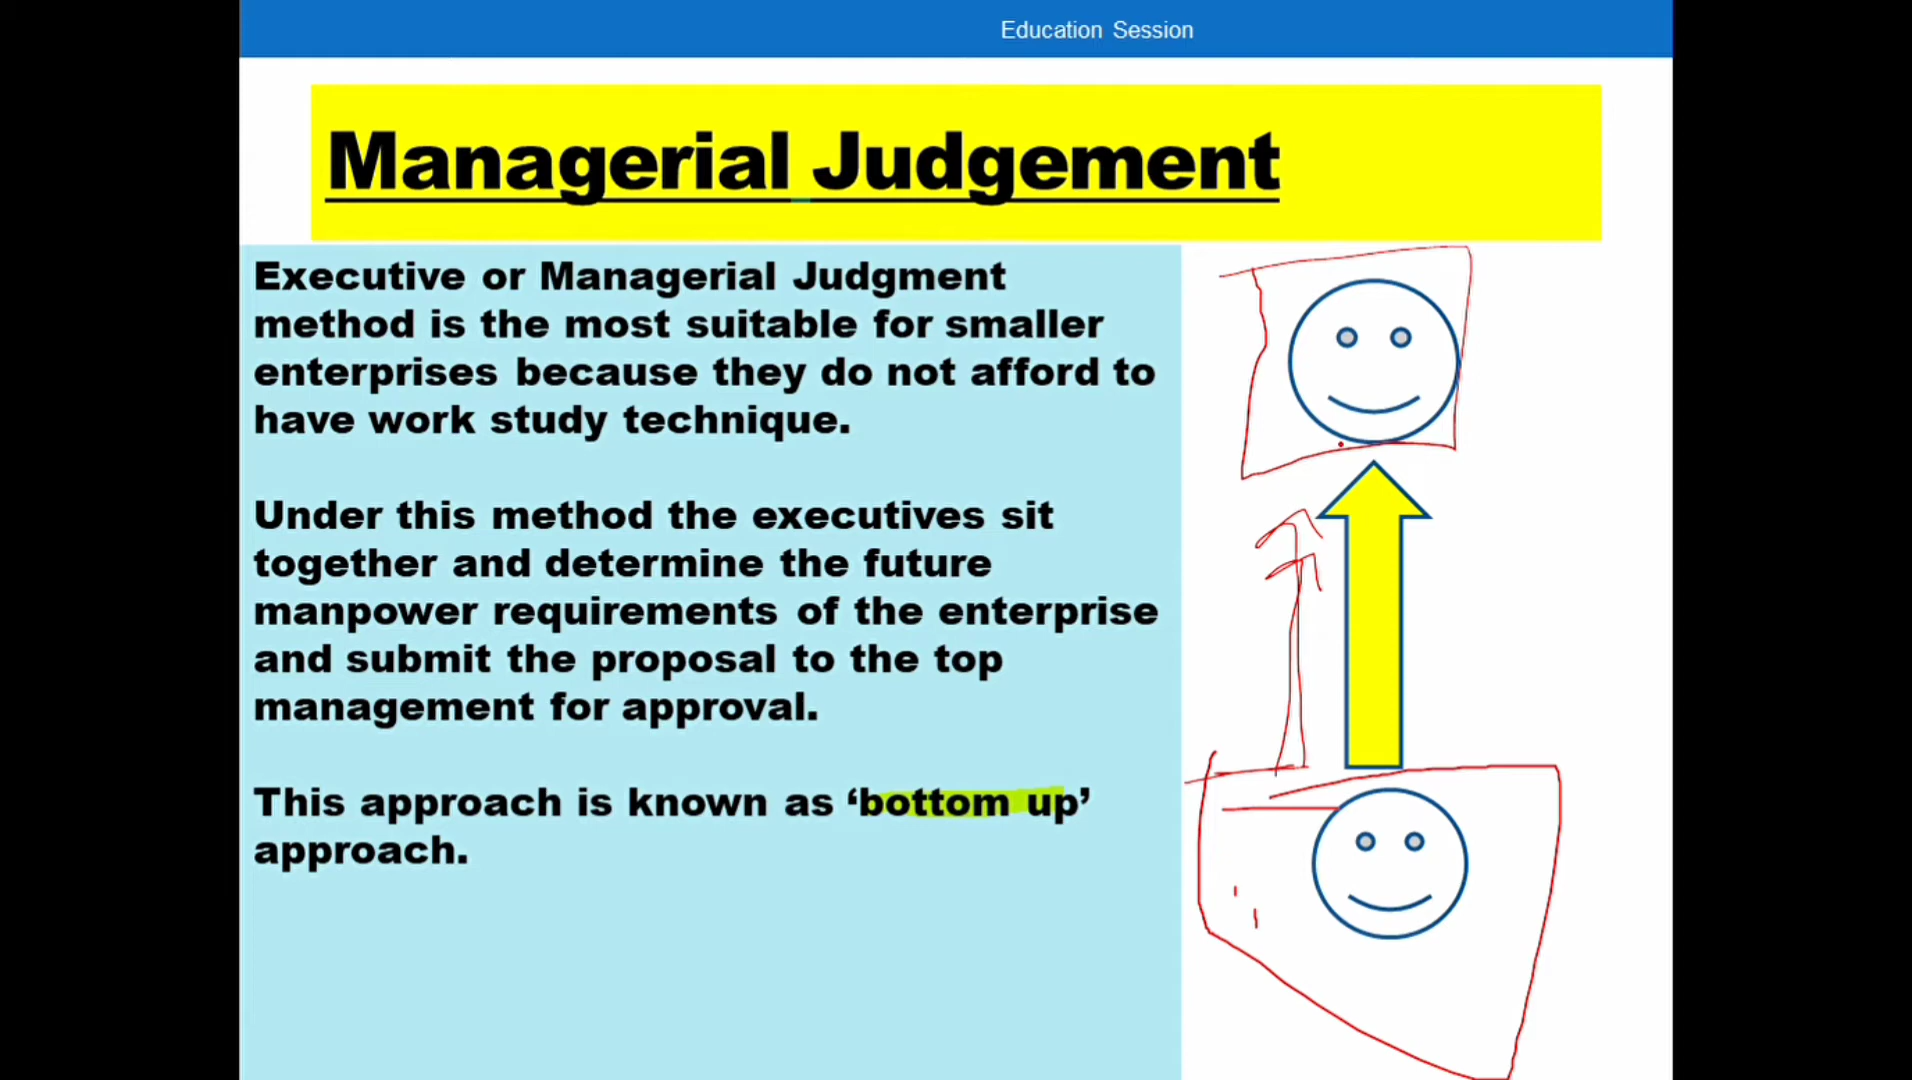 Education Session
Managerial Judgement
Executive or Managerial Judgment
method is the most suitable for smaller
enterprises because they do not afford to
have work study technique.
Under this method the executives sit
together and determine the future
manpower requirements of the enterprise
and submit the proposal to the top
management for approval.
This approach is known as ‘bottom up’
approach.